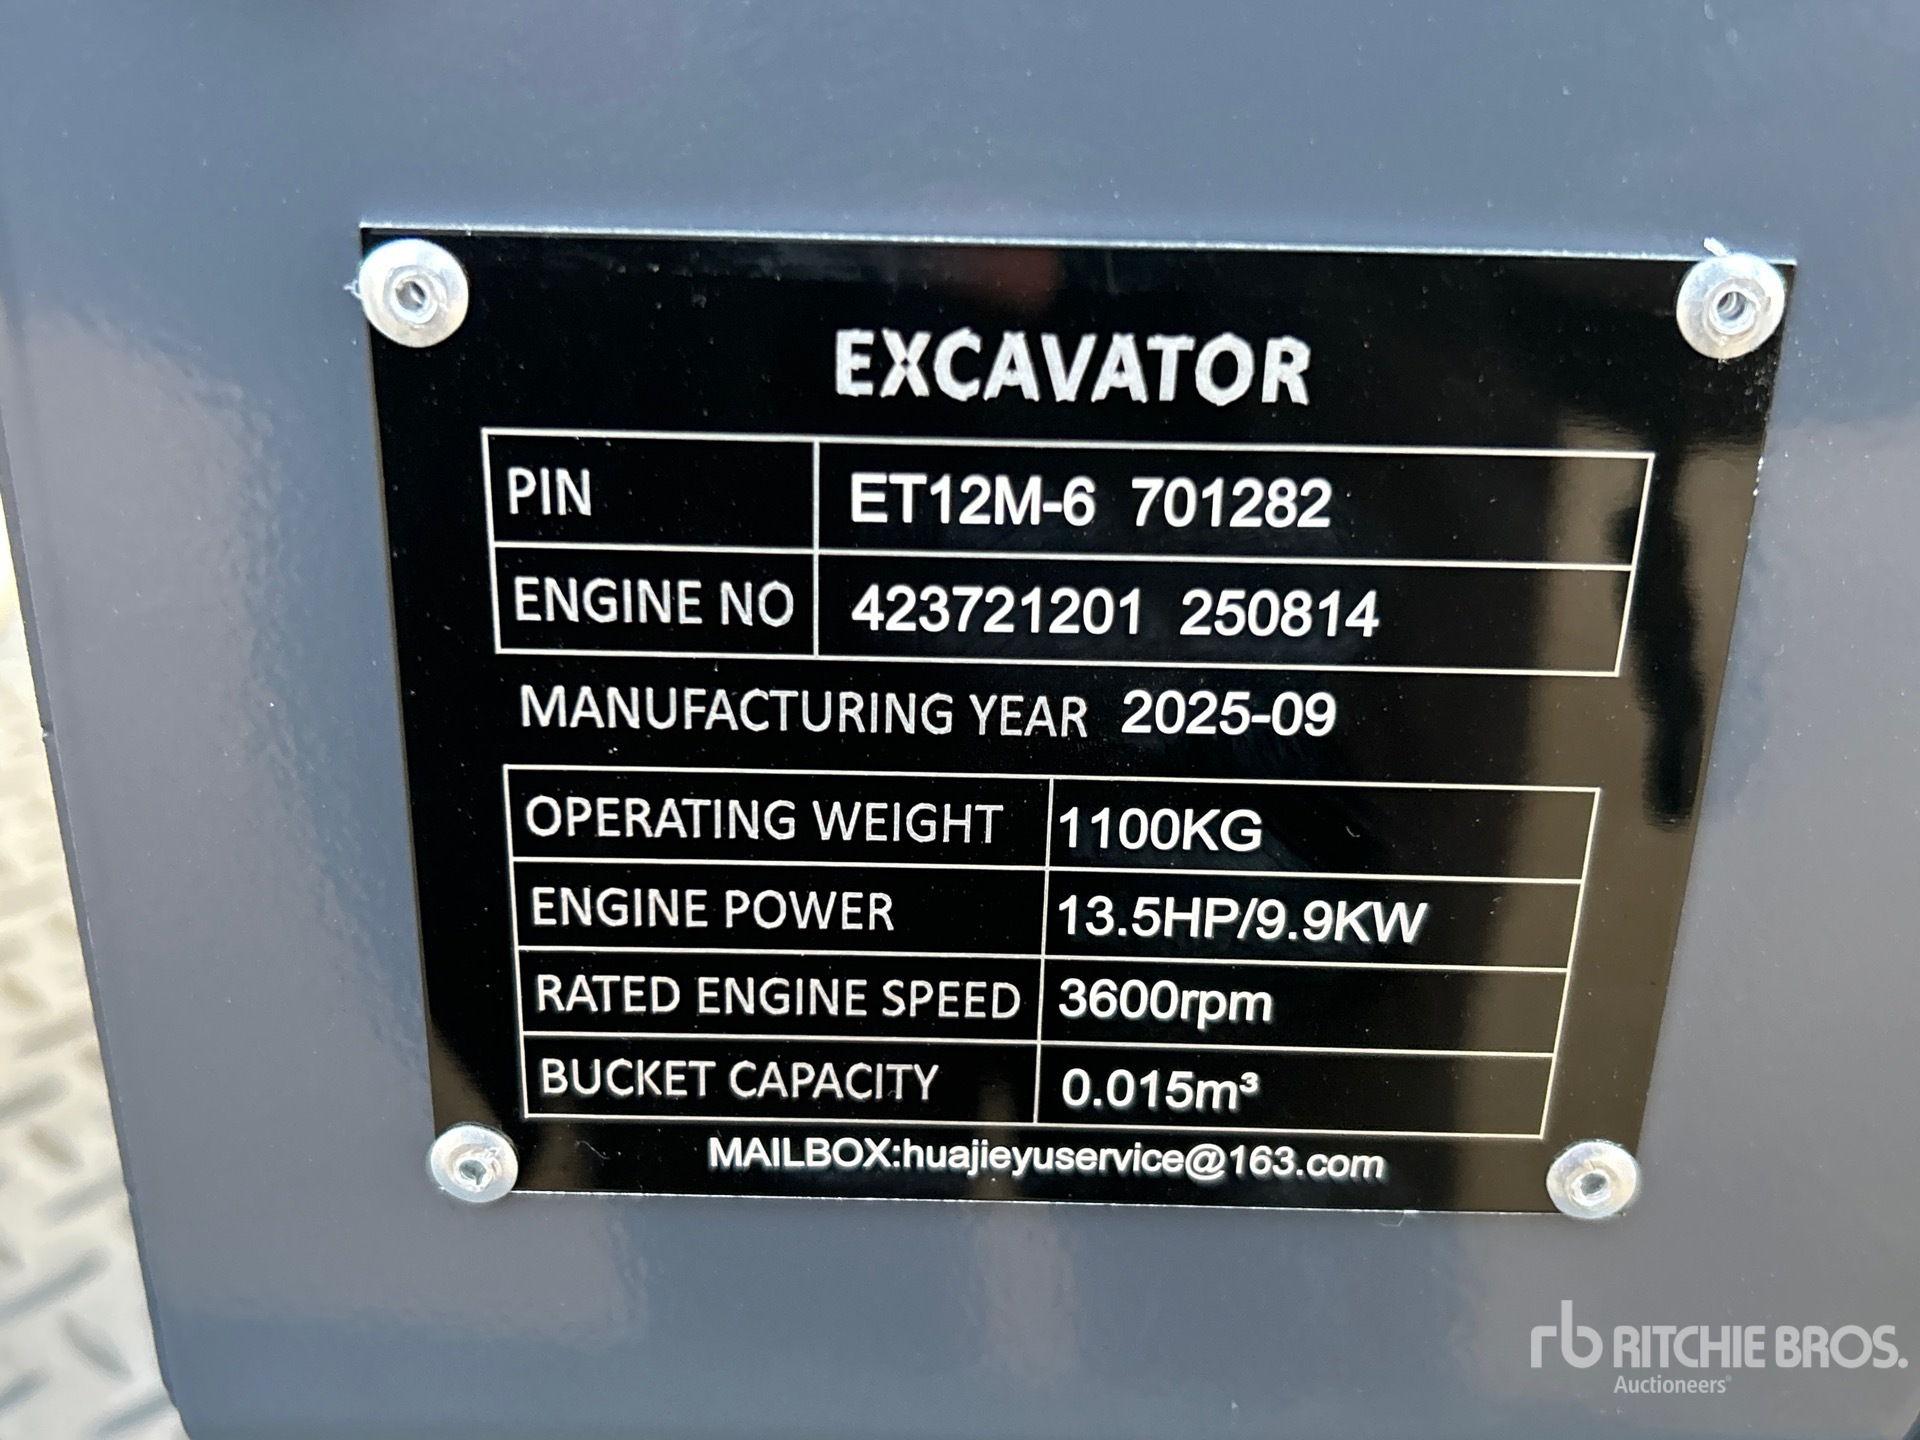 EXCAVATOR
PIN ET12M-6 701282
ENGINE NO 423721201 250814
MANUFACTURING YEAR 2025-09
OPERATING WEIGHT 1100KG
ENGINE POWER 13.5HP/9.9KW
RATED ENGINE SPEED 3600rpm
BUCKET CAPACITY 0.015m³
MAILBOX:huajieyuservice@163.com
rb RITCHIE BROS.
Auctioneers